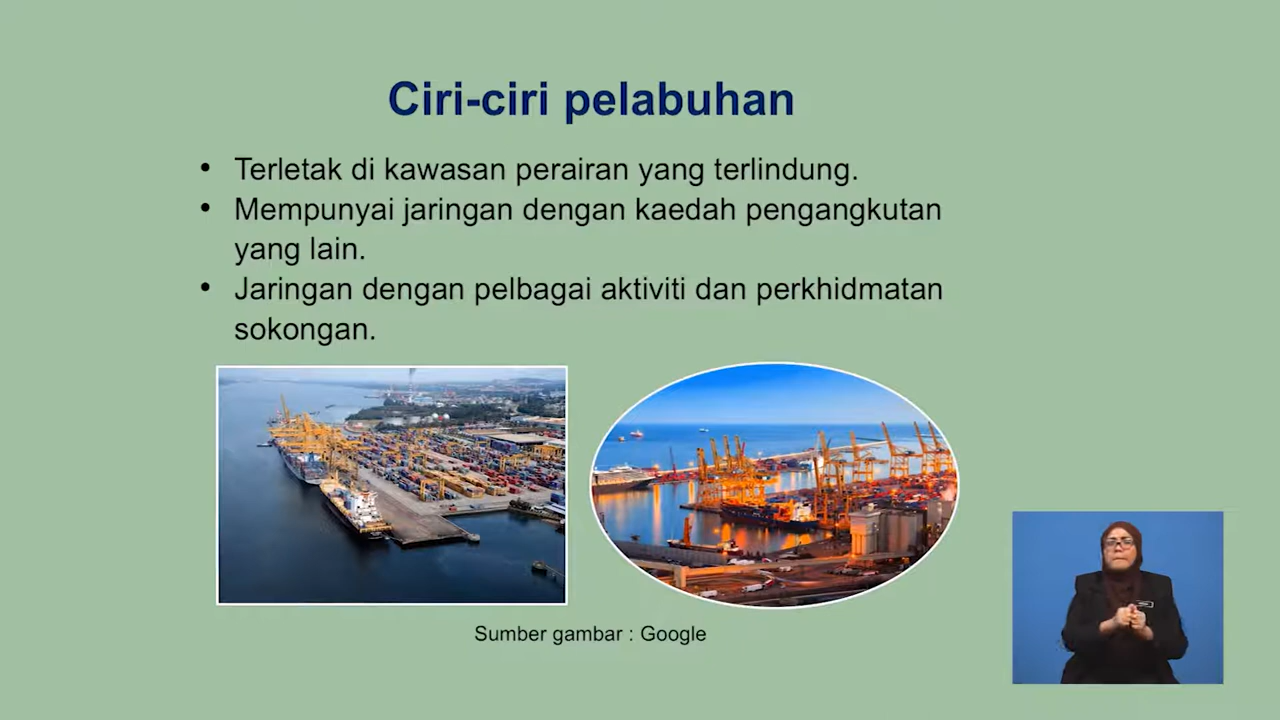 Ciri-ciri pelabuhan
• Terletak di kawasan perairan yang terlindung.
• Mempunyai jaringan dengan kaedah pengangkutan
yang lain.
• Jaringan dengan pelbagai aktiviti dan perkhidmatan
sokongan.
Sumber gambar : Google